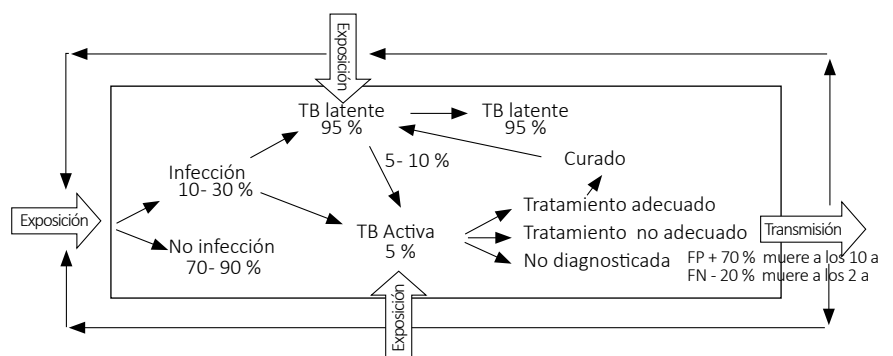 Exposición
TB latente
95 %
TB latente
95 %
5- 10 %
Curado
Infección
10- 30 %
Exposición
No infección
70- 90 %
TB Activa
5 %
Tratamiento adecuado
Tratamiento no adecuado
No diagnosticada
Transmisión
FP + 70 % muere a los 10 a
FN - 20 % muere a los 2 a
Exposición